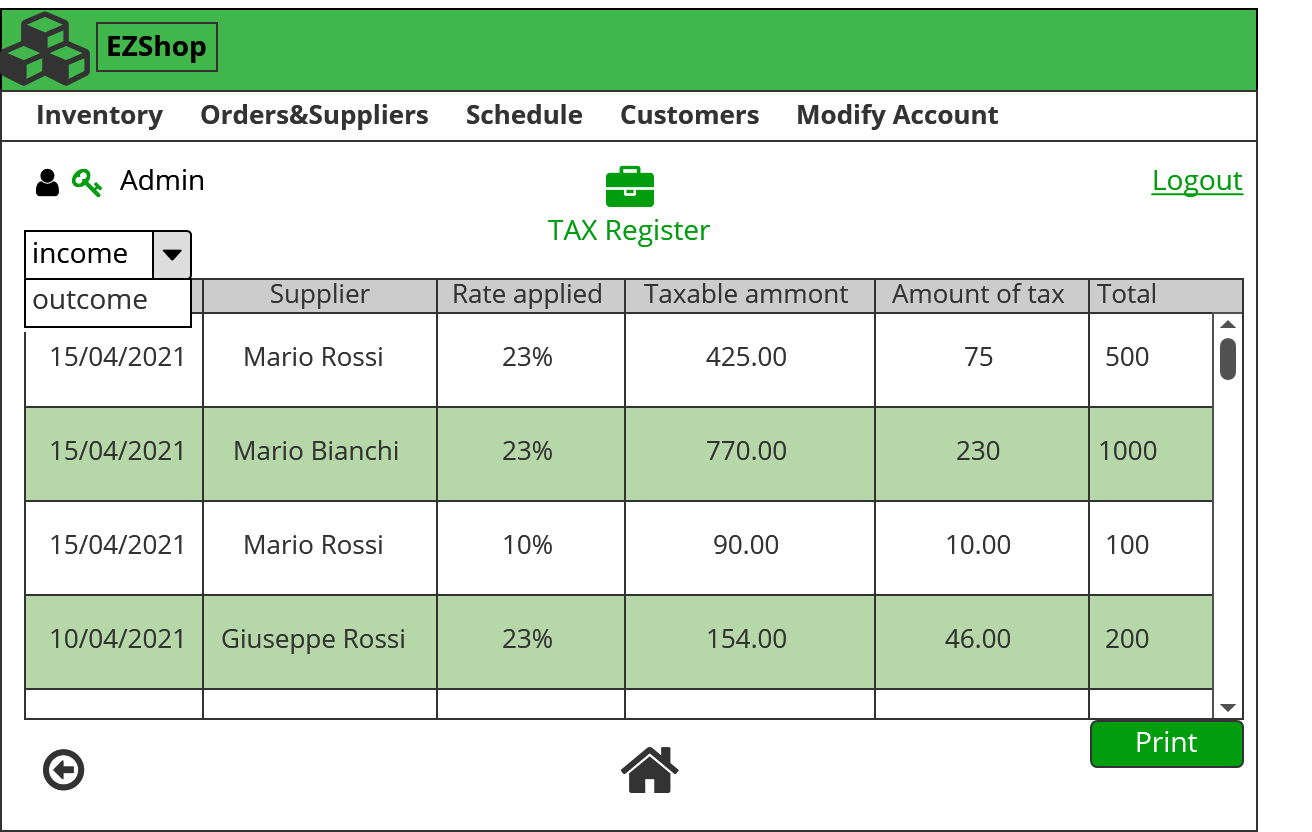 EZShop
Inventory Orders&Suppliers Schedule Customers Modify Account
Admin
Logout
TAX Register
income
outcome
Supplier Rate applied Taxable ammont Amount of tax Total
15/04/2021 Mario Rossi 23% 425.00 75 500
15/04/2021 Mario Bianchi 23% 770.00 230 1000
15/04/2021 Mario Rossi 10% 90.00 10.00 100
10/04/2021 Giuseppe Rossi 23% 154.00 46.00 200
Print